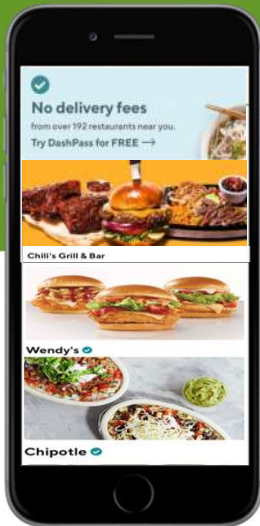 No delivery fees
from over 192 restaurants near you.
Try DashPass for FREE →
Chili's Grill & Bar
Wendy's
Chipotle